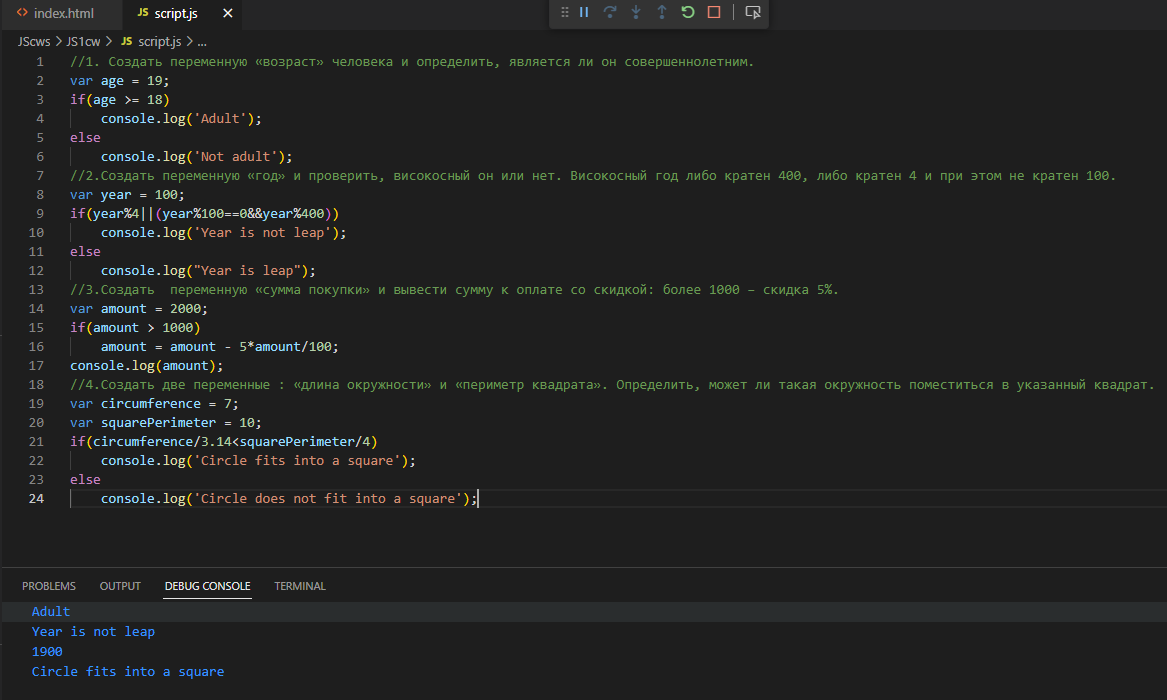 index.html
JS script.js
JScws > JS1cw > JS script.js > ...
1 //1. Создать переменную «возраст» человека и определить, является ли он совершеннолетним.
2 var age = 19;
3 if(age >= 18)
4 console.log('Adult');
5 else
6 console.log('Not adult');
7 //2.Создать переменную «год» и проверить, високосный он или нет. Високосный год либо кратен 400, либо кратен 4 и при этом не кратен 100.
8 var year = 100;
9 if(year%4||(year%100==0&&year%400))
10 console.log('Year is not leap');
11 else
12 console.log("Year is leap");
13 //3.Создать  переменную «сумма покупки» и вывести сумму к оплате со скидкой: более 1000 – скидка 5%.
14 var amount = 2000;
15 if(amount > 1000)
16 amount = amount - 5*amount/100;
17 console.log(amount);
18 //4.Создать две переменные : «длина окружности» и «периметр квадрата». Определить, может ли такая окружность поместиться в указанный квадрат.
19 var circumference = 7;
20 var squarePerimeter = 10;
21 if(circumference/3.14<squarePerimeter/4)
22 console.log('Circle fits into a square');
23 else
24 console.log('Circle does not fit into a square');
PROBLEMS OUTPUT DEBUG CONSOLE TERMINAL
Adult
Year is not leap
1900
Circle fits into a square